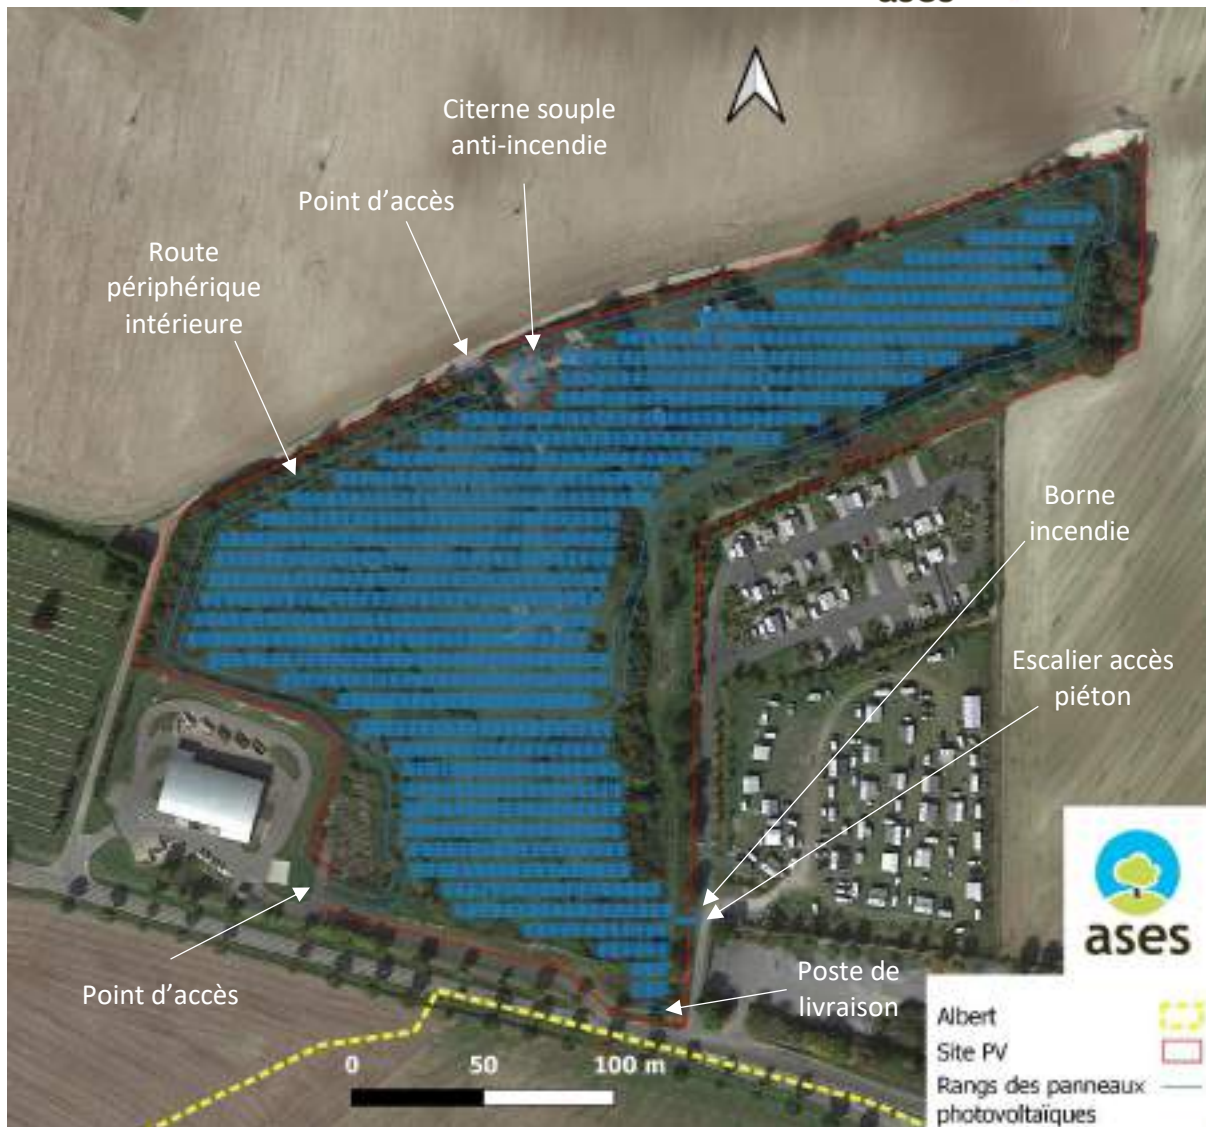 Citerne souple
anti-incendie
Point d’accès
Route
périphérique
intérieure
Borne
incendie
Escalier accès
piéton
Point d’accès
Poste de
livraison
0 50 100 m
ases
Albert
Site PV
Rangs des panneaux
photovoltaïques